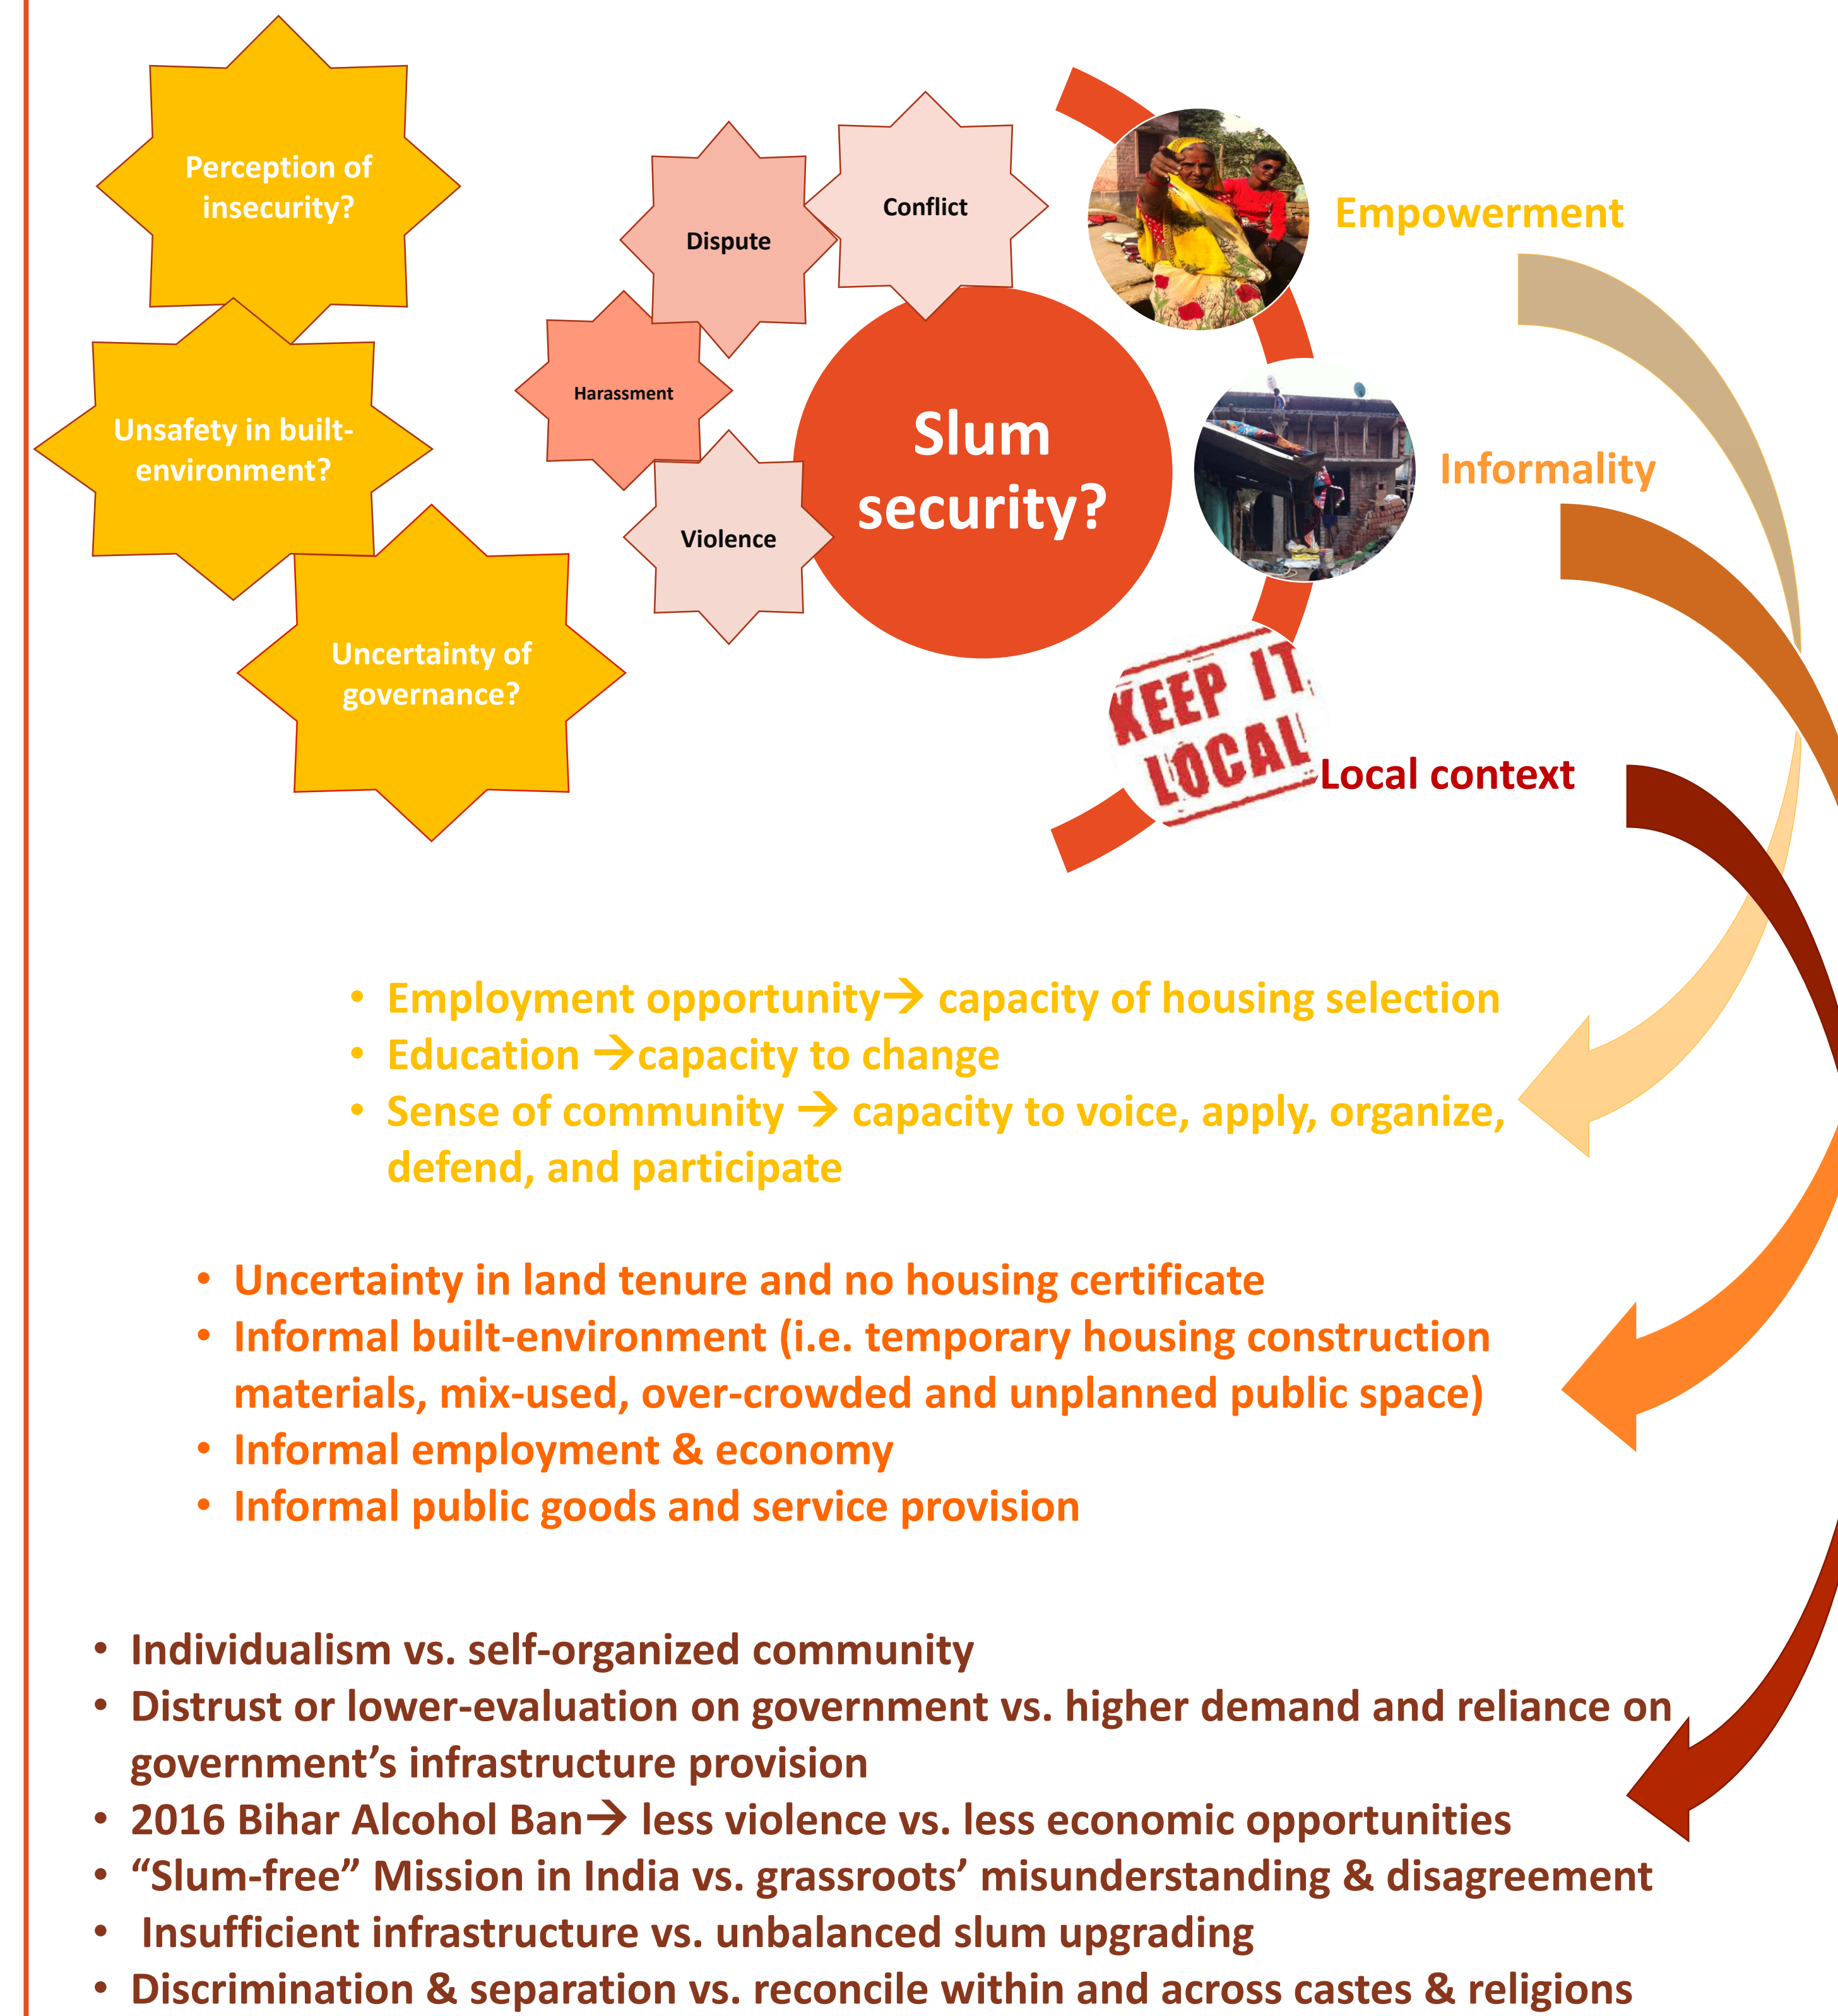 Perception of
insecurity?
Unsafety in built-
environment?
Uncertainty of
governance?
Conflict
Dispute
Harassment
Violence
Slum
security?
Empowerment
Informality
KEEP IT
LOCAL
Local context
• Employment opportunity→ capacity of housing selection
• Education →capacity to change
• Sense of community → capacity to voice, apply, organize,
defend, and participate
• Uncertainty in land tenure and no housing certificate
• Informal built-environment (i.e. temporary housing construction
materials, mix-used, over-crowded and unplanned public space)
• Informal employment & economy
• Informal public goods and service provision
• Individualism vs. self-organized community
• Distrust or lower-evaluation on government vs. higher demand and reliance on
government’s infrastructure provision
• 2016 Bihar Alcohol Ban→ less violence vs. less economic opportunities
• “Slum-free” Mission in India vs. grassroots’ misunderstanding & disagreement
• Insufficient infrastructure vs. unbalanced slum upgrading
• Discrimination & separation vs. reconcile within and across castes & religions